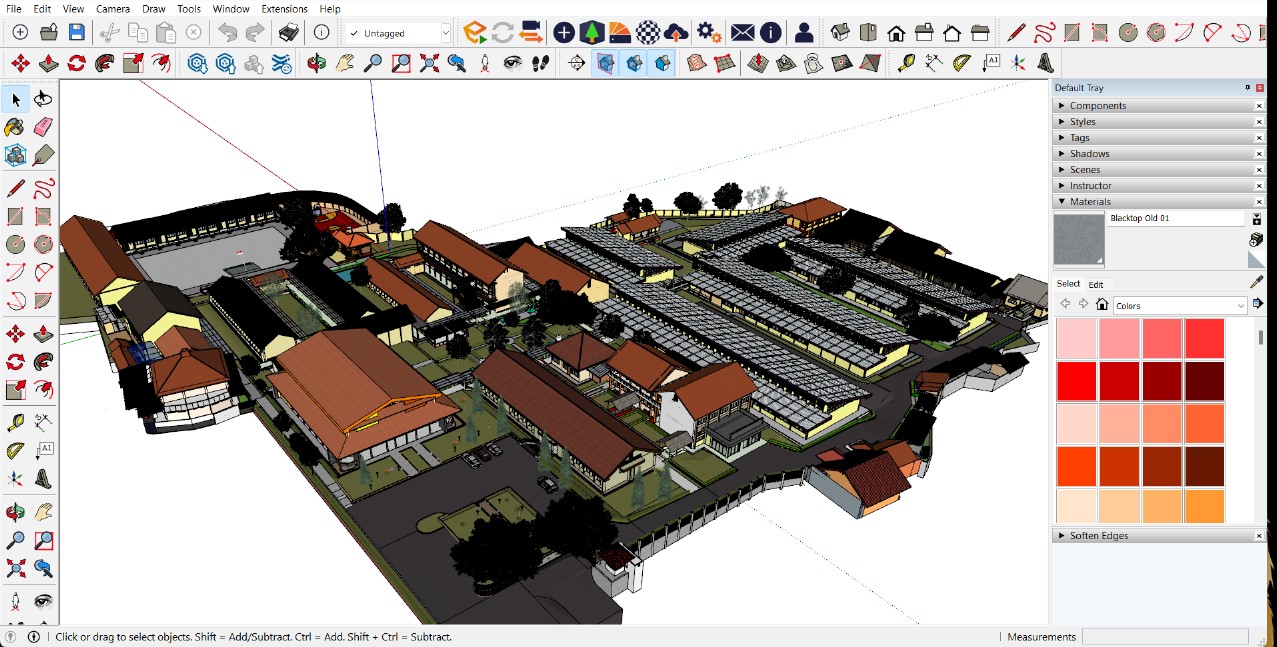 File Edit View Camera Draw Tools Window Extensions Help
Untagged
A1
Default Tray
Components
Styles
Tags
Shadows
Scenes
Instructor
Materials
Blacktop Old 01
Select Edit
Colors
A1
Soften Edges
Click or drag to select objects. Shift = Add/Subtract. Ctrl = Add. Shift + Ctrl = Subtract.
Measurements